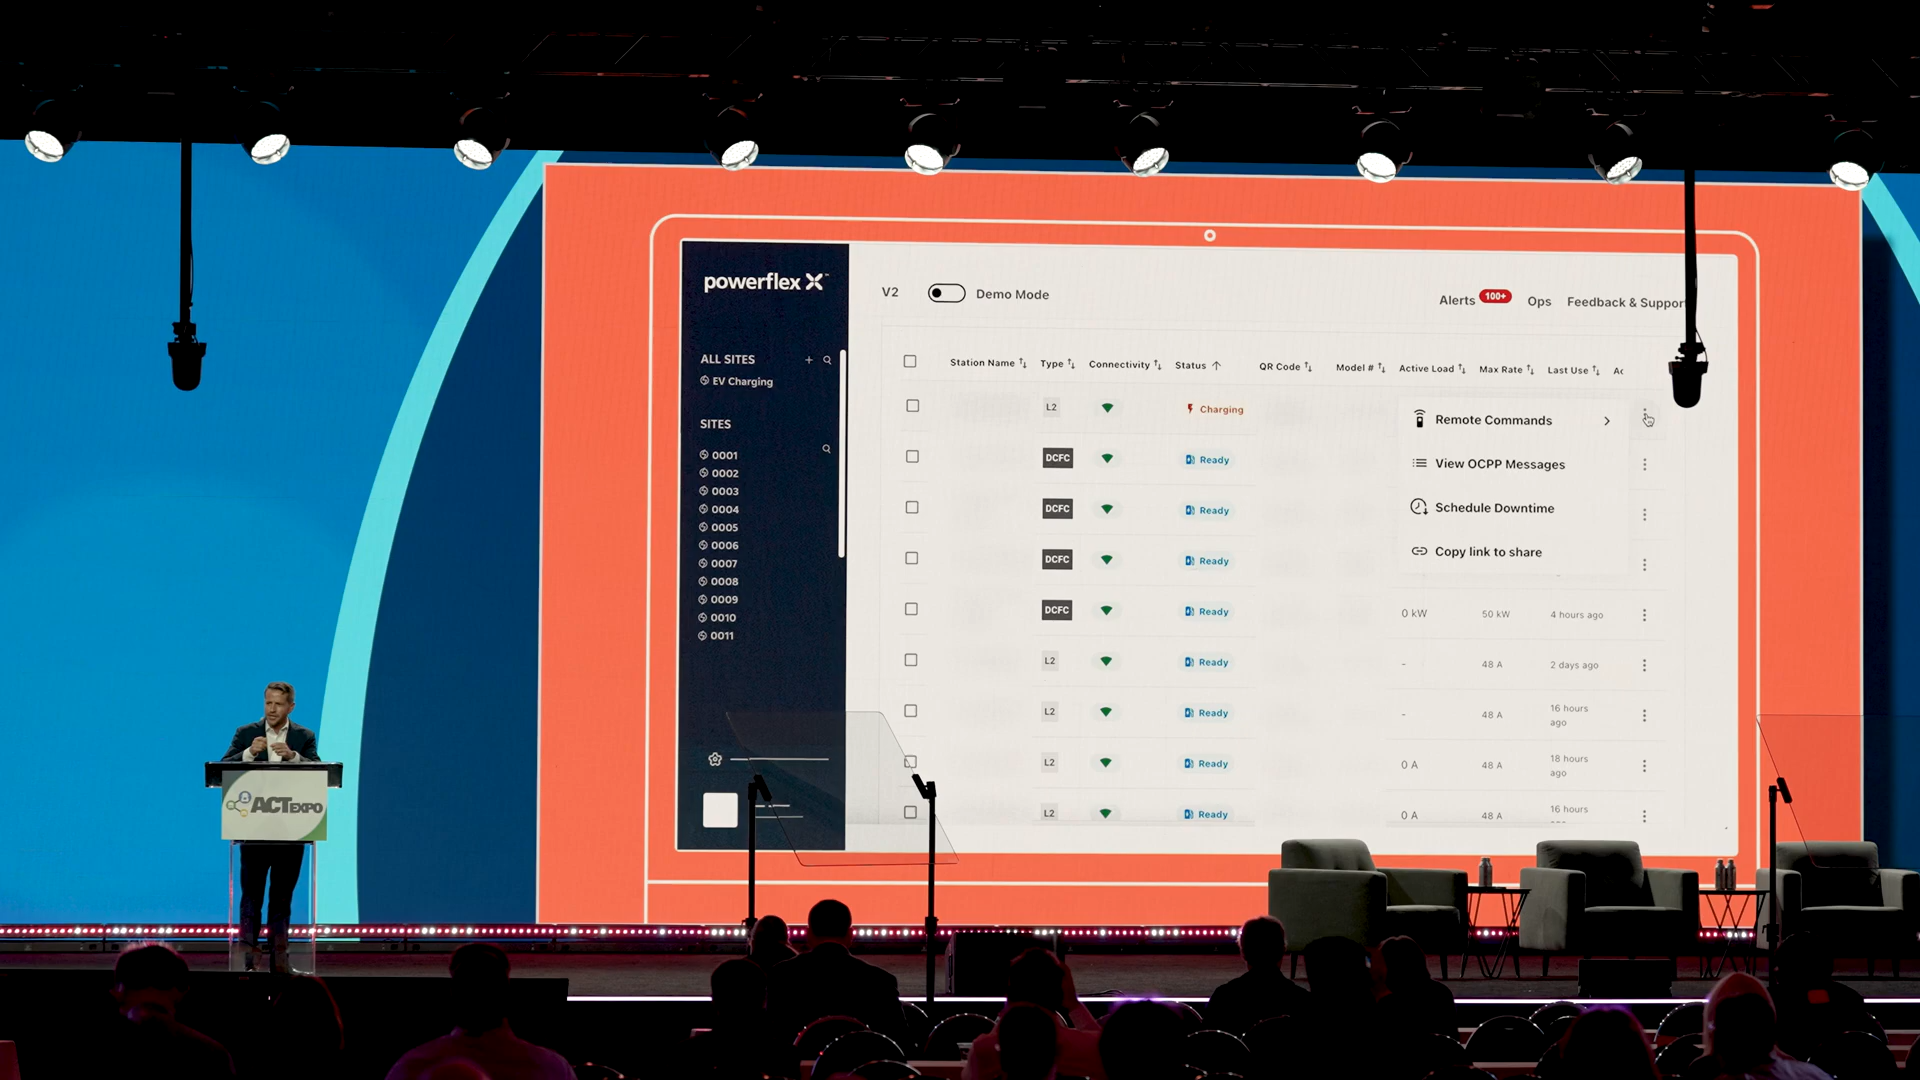 powerflex X™
V2 Demo Mode
Alerts 100+ Ops Feedback & Suppor
ALL SITES
EV Charging
SITES
0001
0002
0003
0004
0005
0006
0007
0008
0009
0010
0011
Station Name Type Connectivity Status QR Code Model # Active Load Max Rate Last Use Ac
L2 Charging
DCFC Ready
DCFC Ready
DCFC Ready
DCFC Ready 0 kW 50 kW 4 hours ago
L2 Ready - 48 A 2 days ago
L2 Ready - 48 A 16 hours
ago
L2 Ready 0 A 48 A 18 hours
ago
L2 Ready 0 A 48 A 16 hours
Remote Commands
View OCPP Messages
Schedule Downtime
Copy link to share
ACT EXPO